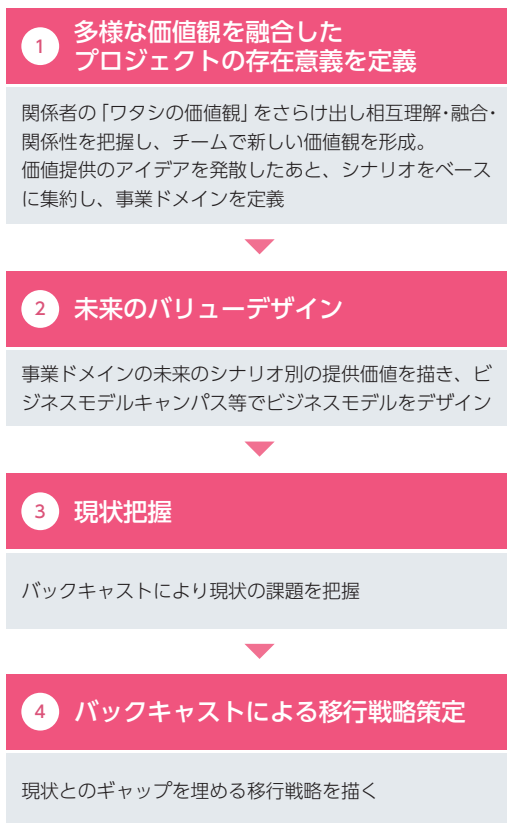 1
多様な価値観を融合した
プロジェクトの存在意義を定義
関係者の「ワタシの価値観」をさらけ出し相互理解・融合・
関係性を把握し、チームで新しい価値観を形成。
価値提供のアイデアを発散したあと、シナリオをベース
に集約し、事業ドメインを定義
2 未来のバリューデザイン
事業ドメインの未来のシナリオ別の提供価値を描き、ビ
ジネスモデルキャンパス等でビジネスモデルをデザイン
3 現状把握
バックキャストにより現状の課題を把握
4 バックキャストによる移行戦略策定
現状とのギャップを埋める移行戦略を描く